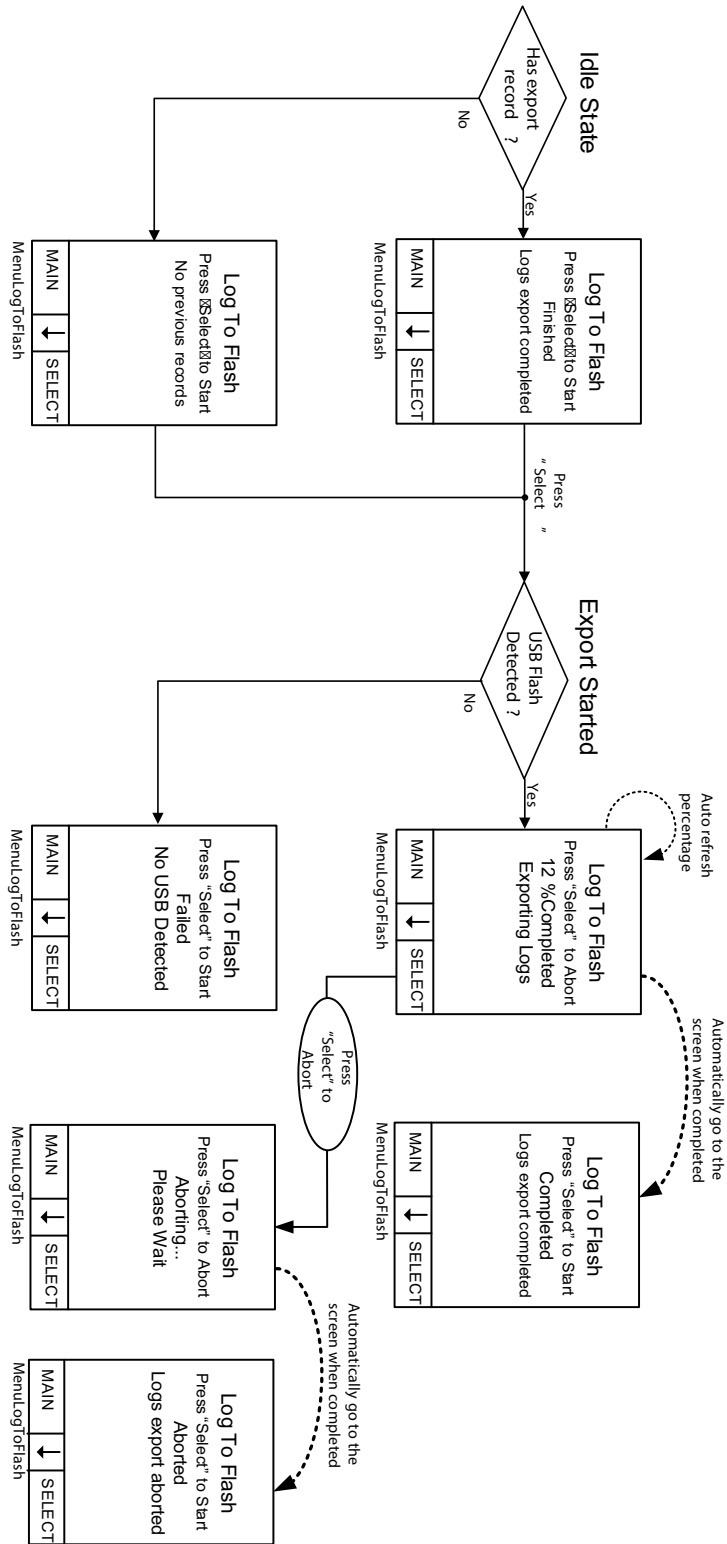 Idle State
Has export
record ?
Yes
No
Log To Flash
Press ☒Select☒to Start
Finished
Logs export completed
MAIN ↓ SELECT
MenuLogToFlash
Log To Flash
Press ☒Select☒to Start
No previous records
MAIN ↓ SELECT
MenuLogToFlash
Press
“ Select ”
Export Started
USB Flash
Detected ?
Yes
No
Auto refresh
percentage
Log To Flash
Press “Select” to Abort
12 %Completed
Exporting Logs
MAIN ↓ SELECT
MenuLogToFlash
Log To Flash
Press “Select” to Start
Failed
No USB Detected
MAIN ↓ SELECT
MenuLogToFlash
Automatically go to the
screen when completed
Press
“Select” to
Abort
Log To Flash
Press “Select” to Start
Completed
Logs export completed
MAIN ↓ SELECT
MenuLogToFlash
Log To Flash
Press “Select” to Abort
Aborting...
Please Wait
MAIN ↓ SELECT
MenuLogToFlash
Automatically go to the
screen when completed
Log To Flash
Press “Select” to Start
Aborted
Logs export aborted
MAIN ↓ SELECT
MenuLogToFlash